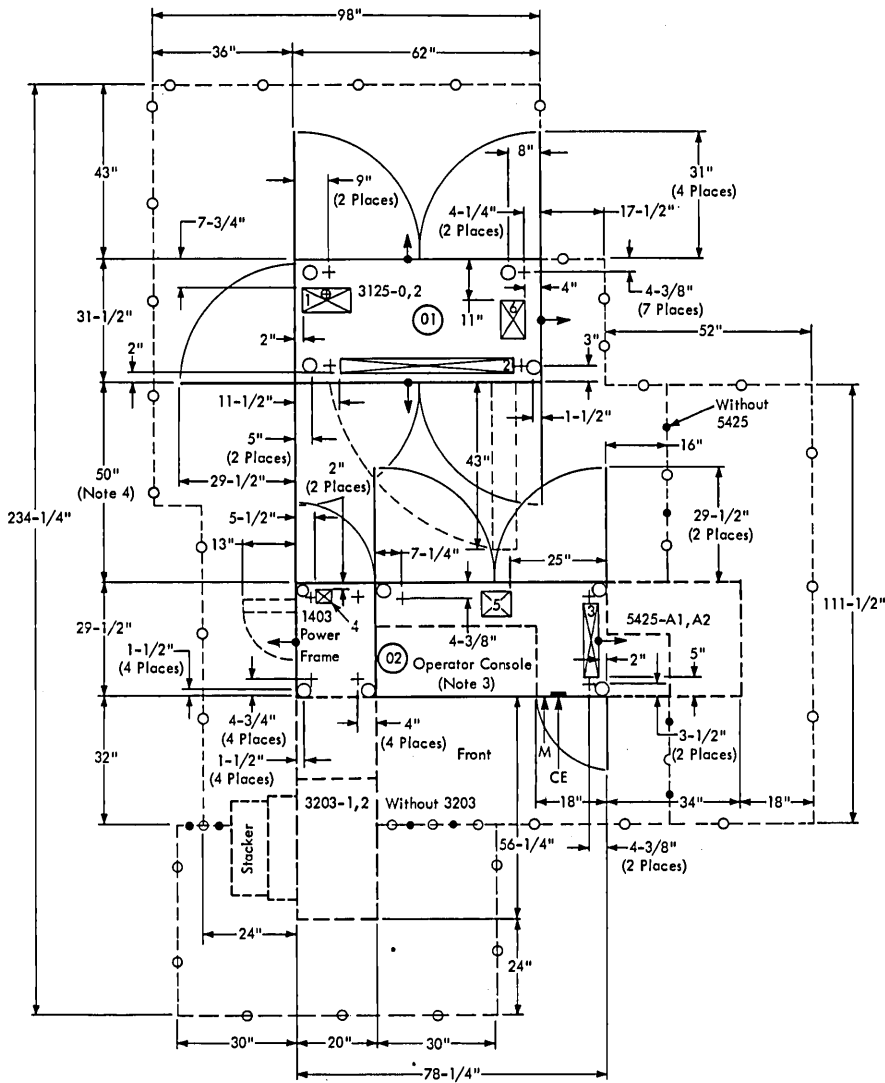 98"
36"
62"
8"
43"
9"
(2 Places)
31"
(4 Places)
4-1/4"
(2 Places)
17-1/2"
7-3/4"
3125-0,2
1
6
01
4"
4-3/8"
(7 Places)
31-1/2"
11"
2"
3"
52"
2"
2
11-1/2"
1-1/2"
Without
5425
5"
(2 Places)
16"
43"
50"
(Note 4)
29-1/2"
2"
(2 Places)
29-1/2"
(2 Places)
234-1/4"
5-1/2"
13"
7-1/4"
25"
111-1/2"
29-1/2"
1403
Power
Frame
4
5
3
5425-A1,A2
1-1/2"
(4 Places)
02
4-3/8"
Operator Console
(Note 3)
2"
5"
4-3/4"
(4 Places)
4"
(4 Places)
3-1/2"
(2 Places)
32"
1-1/2"
(4 Places)
Front
M
CE
3203-1,2
Without 3203
18"
34"
18"
Stacker
56-1/4"
4-3/8"
(2 Places)
24"
24"
30"
20"
30"
78-1/4"